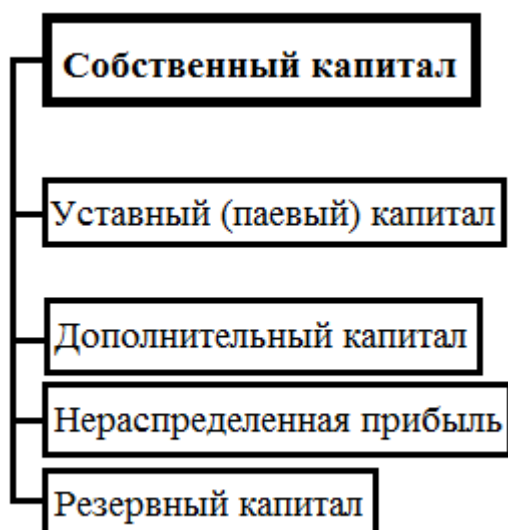 Собственный капитал
Уставный (паевый) капитал
Дополнительный капитал
Нераспределенная прибыль
Резервный капитал